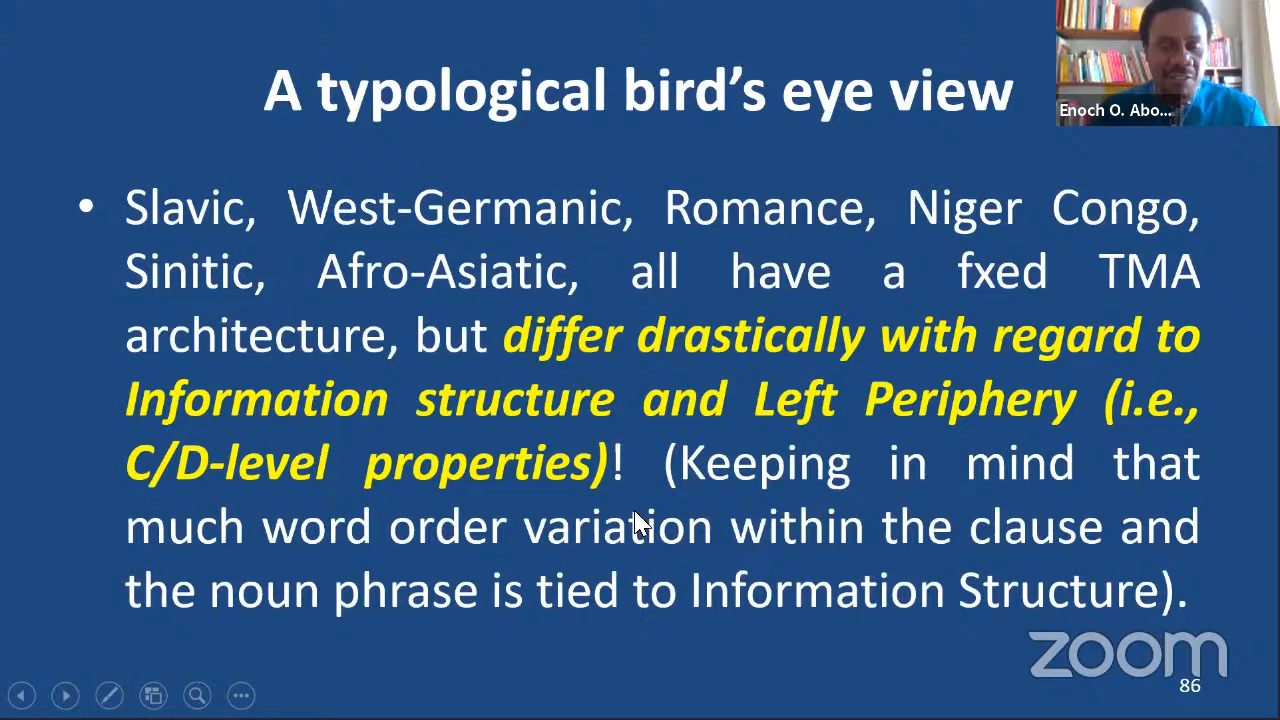 A typological bird’s eye view
Enoch O. Abo...
• Slavic, West-Germanic, Romance, Niger Congo,
Sinitic, Afro-Asiatic, all have a fxed TMA
architecture, but differ drastically with regard to
Information structure and Left Periphery (i.e.,
C/D-level properties)! (Keeping in mind that
much word order variation within the clause and
the noun phrase is tied to Information Structure).
zoom
86